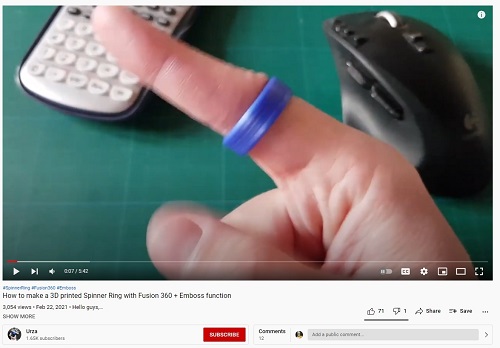 0:07 / 5:42
#SpinnerRing #Fusion360 #Emboss
How to make a 3D printed Spinner Ring with Fusion 360 + Emboss function
3,054 views • Feb 22, 2021 • Hello guys,...
71 1 Share Save
SHOW MORE
Urza
1.65K subscribers
SUBSCRIBE
Comments
12
Add a public comment...